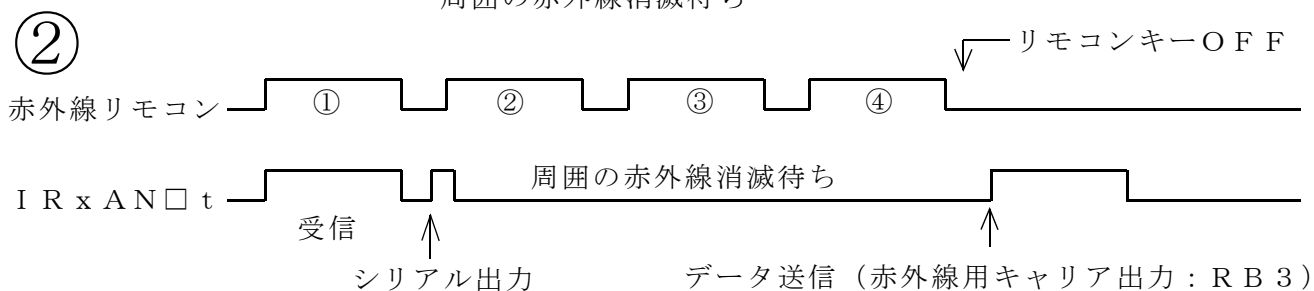 周囲の赤外線消滅待ち
②
リモコンキーOFF
赤外線リモコン
① ② ③ ④
周囲の赤外線消滅待ち
IRxAN□t
受信
シリアル出力
データ送信(赤外線用キャリア出力:RB3)